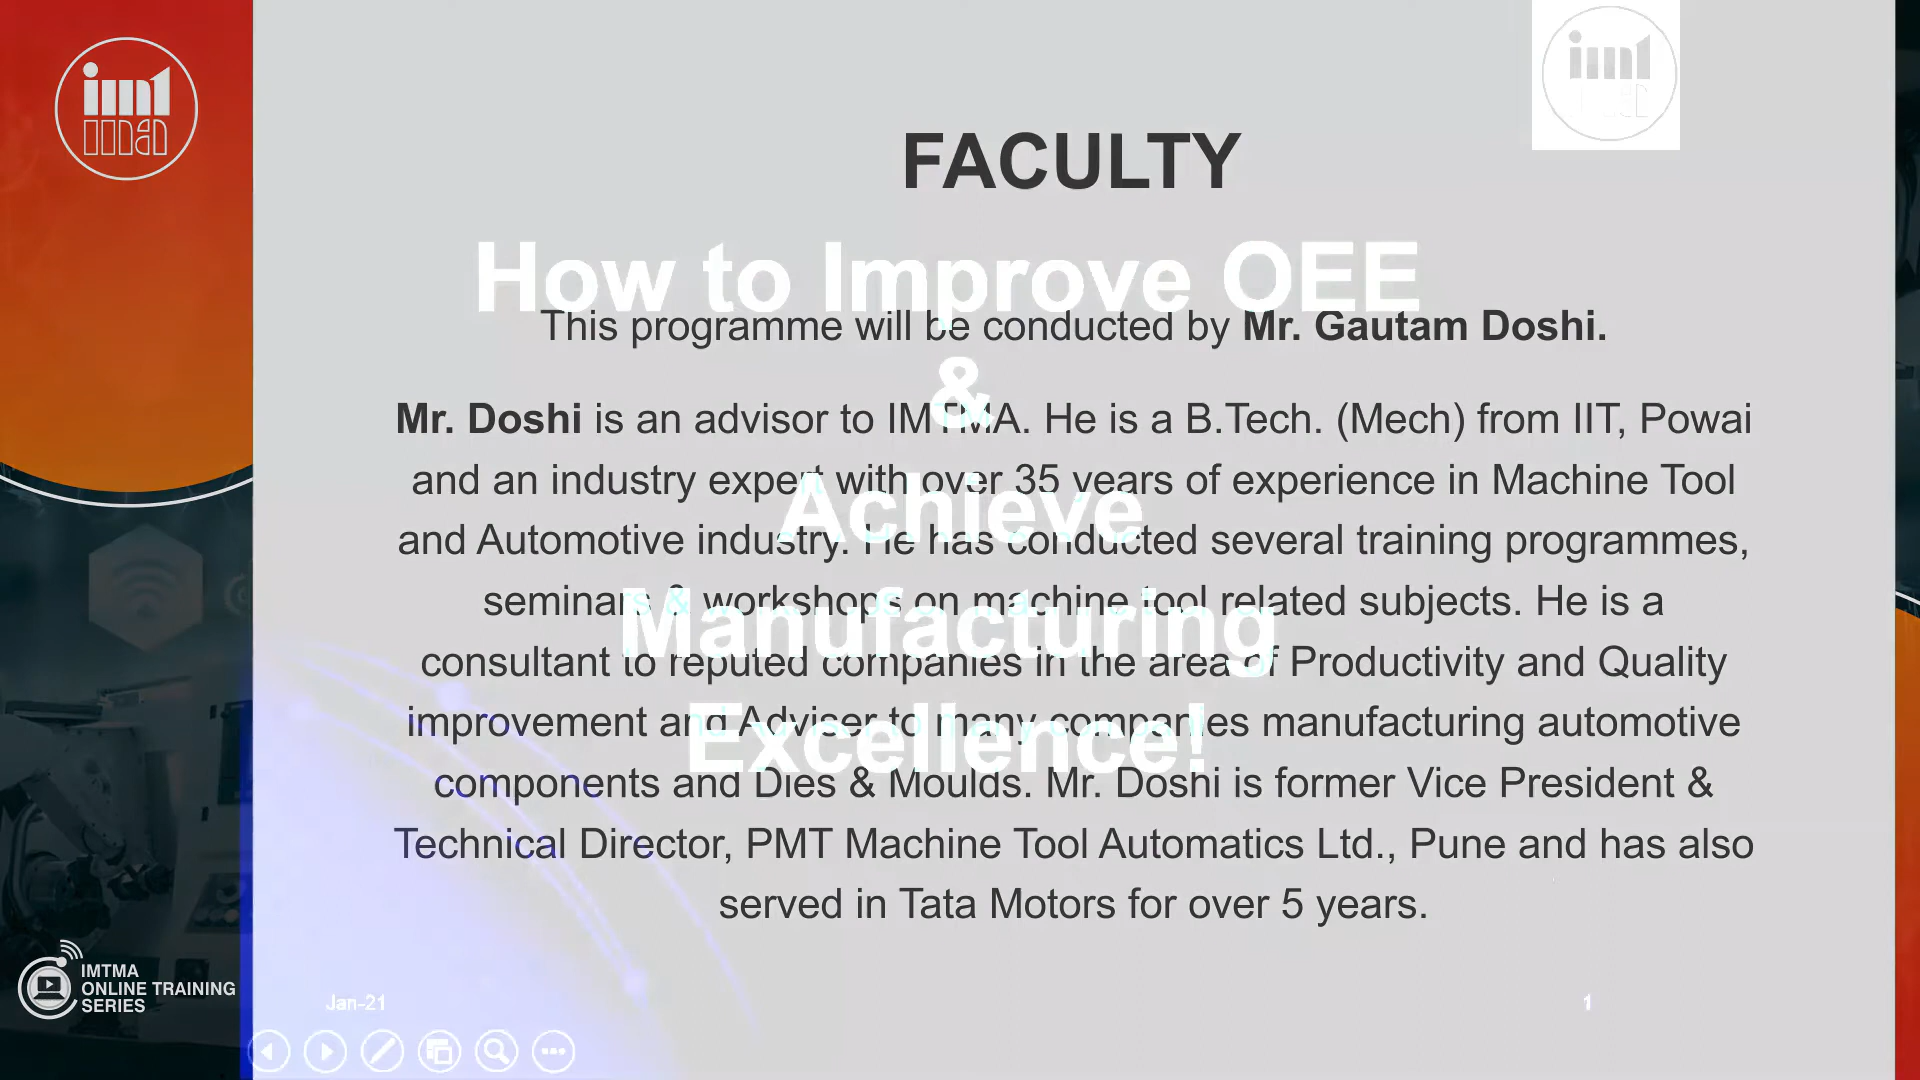 FACULTY
How to Improve OEE
This programme will be conducted by Mr. Gautam Doshi.
&
Mr. Doshi is an advisor to IMTMA. He is a B.Tech. (Mech) from IIT, Powai
and an industry expert with over 35 years of experience in Machine Tool
Achieve
and Automotive industry. He has conducted several training programmes,
seminars & workshops on machine tool related subjects. He is a
Manufacturing
consultant to reputed companies in the area of Productivity and Quality
improvement and Adviser to many companies manufacturing automotive
Excellence!
components and Dies & Moulds. Mr. Doshi is former Vice President &
Technical Director, PMT Machine Tool Automatics Ltd., Pune and has also
served in Tata Motors for over 5 years.
IMTMA
ONLINE TRAINING
SERIES
Jan-21
1